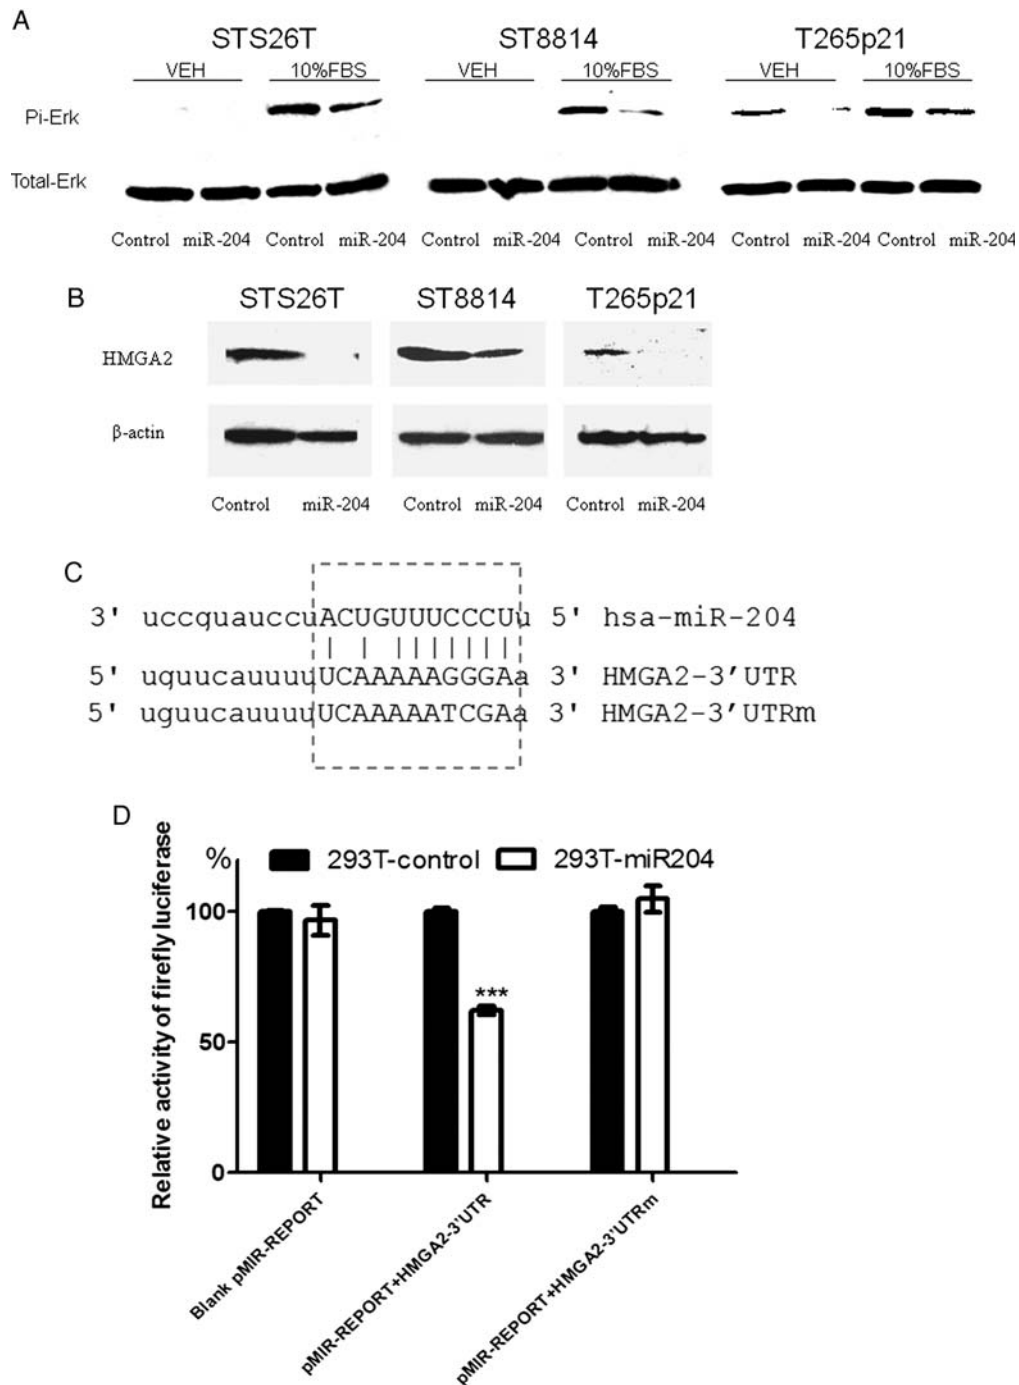 A
STS26T ST8814 T265p21
VEH 10%FBS VEH 10%FBS VEH 10%FBS
Pi-Erk
Total-Erk
Control miR-204 Control miR-204 Control miR-204 Control miR-204 Control miR-204 Control miR-204
B
STS26T ST8814 T265p21
HMGA2
β-actin
Control miR-204 Control miR-204 Control miR-204
C
3' uccguauccuACUGUUUCCCUu 5' hsa-miR-204
5' uguucauuuuUCAAAAAGGGAa 3' HMGA2-3'UTR
5' uguucauuuuUCAAAAATCGAa 3' HMGA2-3'UTRm
D
% 293T-control 293T-miR204
Relative activity of firefly luciferase
100
***
50
0
Blank pMIR-REPORT
pMIR-REPORT+HMGA2-3'UTR
pMIR-REPORT+HMGA2-3'UTRm